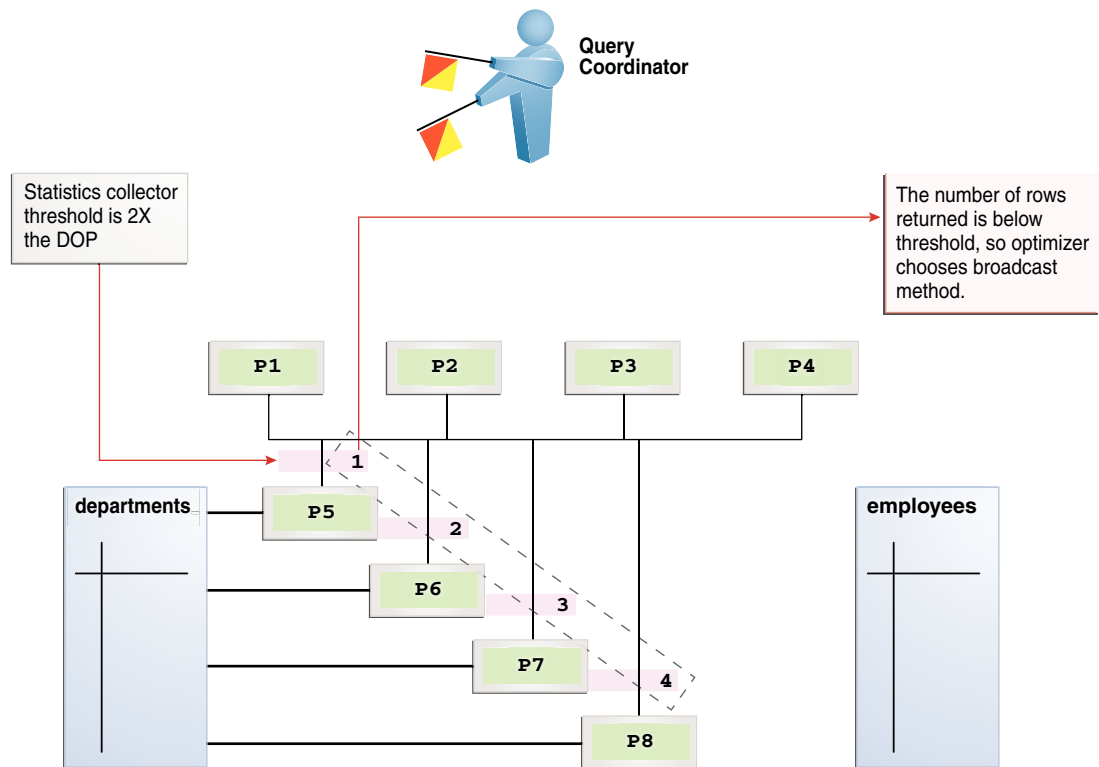 Query
Coordinator
Statistics collector
threshold is 2X
the DOP
The number of rows
returned is below
threshold, so optimizer
chooses broadcast
method.
P1
P2
P3
P4
1
departments
P5
employees
2
P6
3
P7
4
P8